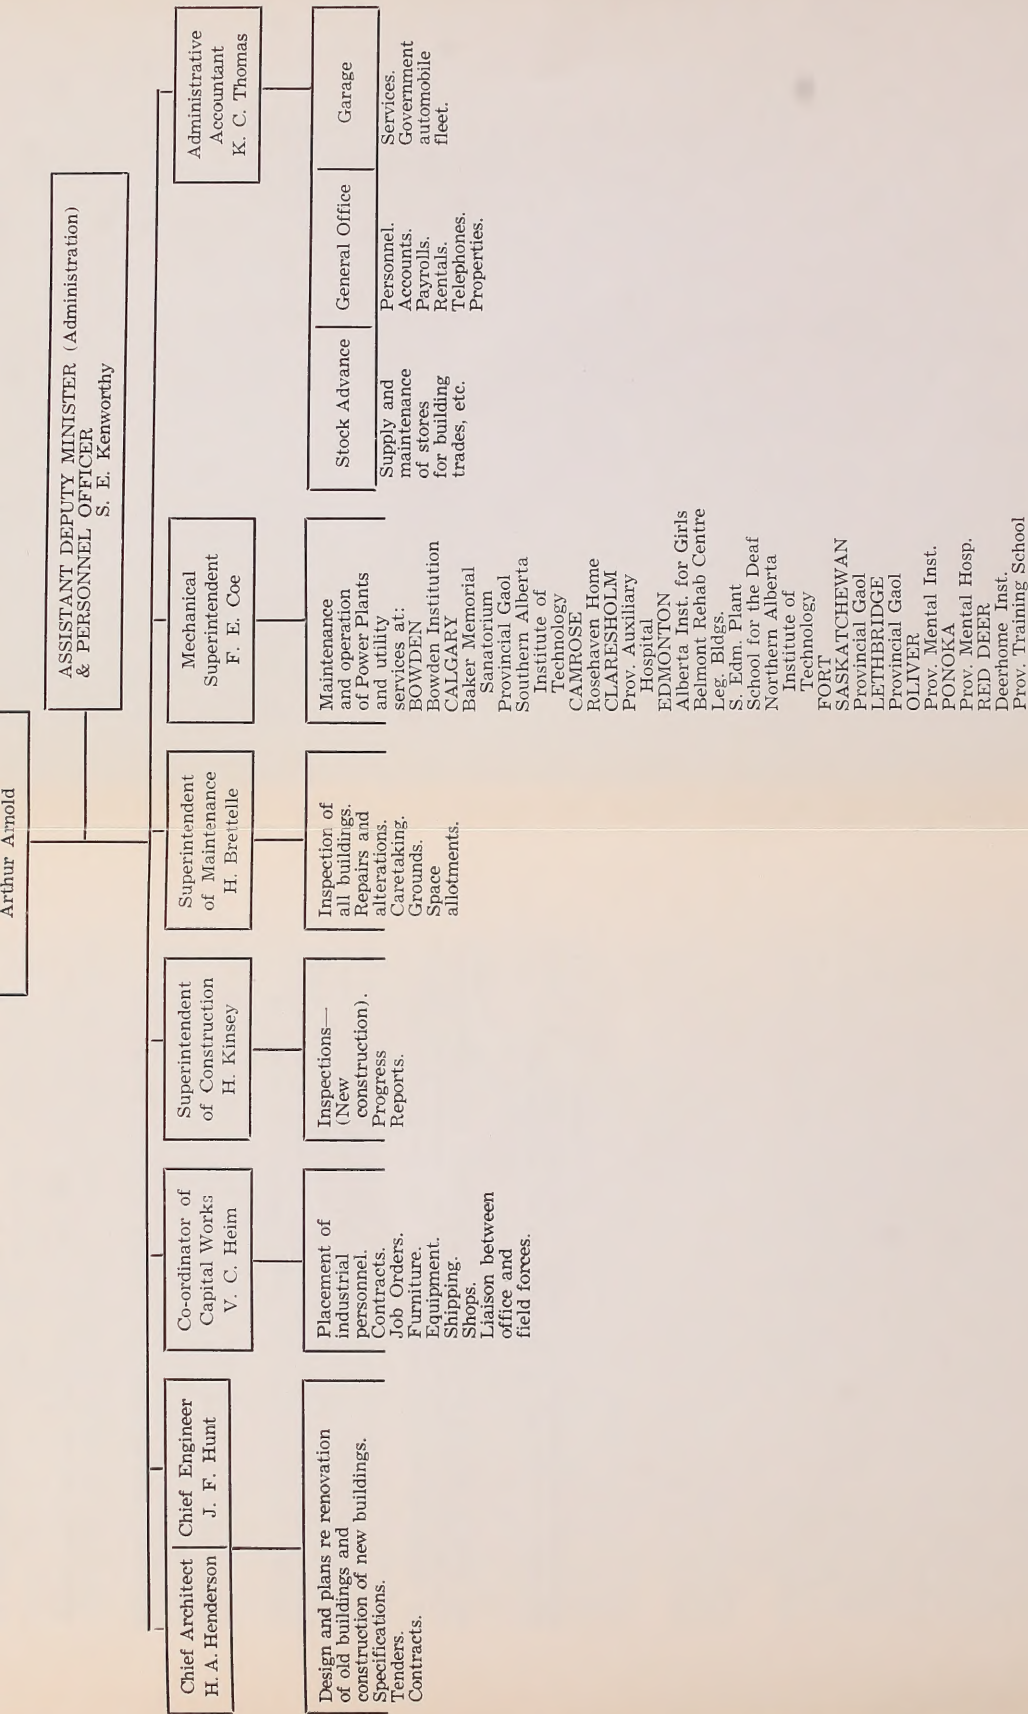 Arthur Arnold
ASSISTANT DEPUTY MINISTER (Administration)
& PERSONNEL OFFICER
S. E. Kenworthy
Chief Architect
H. A. Henderson
Chief Engineer
J. F. Hunt
Design and plans re renovation
of old buildings and
construction of new buildings.
Specifications.
Tenders.
Contracts.
Co-ordinator of
Capital Works
V. C. Heim
Placement of
industrial
personnel.
Contracts.
Job Orders.
Furniture.
Equipment.
Shipping.
Shops.
Liaison between
office and
field forces.
Superintendent
of Construction
H. Kinsey
Inspections—
(New
construction).
Progress
Reports.
Superintendent
of Maintenance
H. Brettelle
Inspection of
all buildings.
Repairs and
alterations.
Caretaking.
Grounds.
Space
allotments.
Mechanical
Superintendent
F. E. Coe
Maintenance
and operation
of Power Plants
and utility
services at:
BOWDEN
Bowden Institution
CALGARY
Baker Memorial
Sanatorium
Provincial Gaol
Southern Alberta
Institute of
Technology
CAMROSE
Rosehaven Home
CLARESHOLM
Prov. Auxiliary
Hospital
EDMONTON
Alberta Inst. for Girls
Belmont Rehab Centre
Leg. Bldgs.
S. Edm. Plant
School for the Deaf
Northern Alberta
Institute of
Technology
FORT
SASKATCHEWAN
Provincial Gaol
LETHBRIDGE
Provincial Gaol
OLIVER
Prov. Mental Inst.
PONOKA
Prov. Mental Hosp.
RED DEER
Deerhome Inst.
Prov. Training School
Administrative
Accountant
K. C. Thomas
Stock Advance
Supply and
maintenance
of stores
for building
trades, etc.
General Office
Personnel.
Accounts.
Payrolls.
Rentals.
Telephones.
Properties.
Garage
Services.
Government
automobile
fleet.